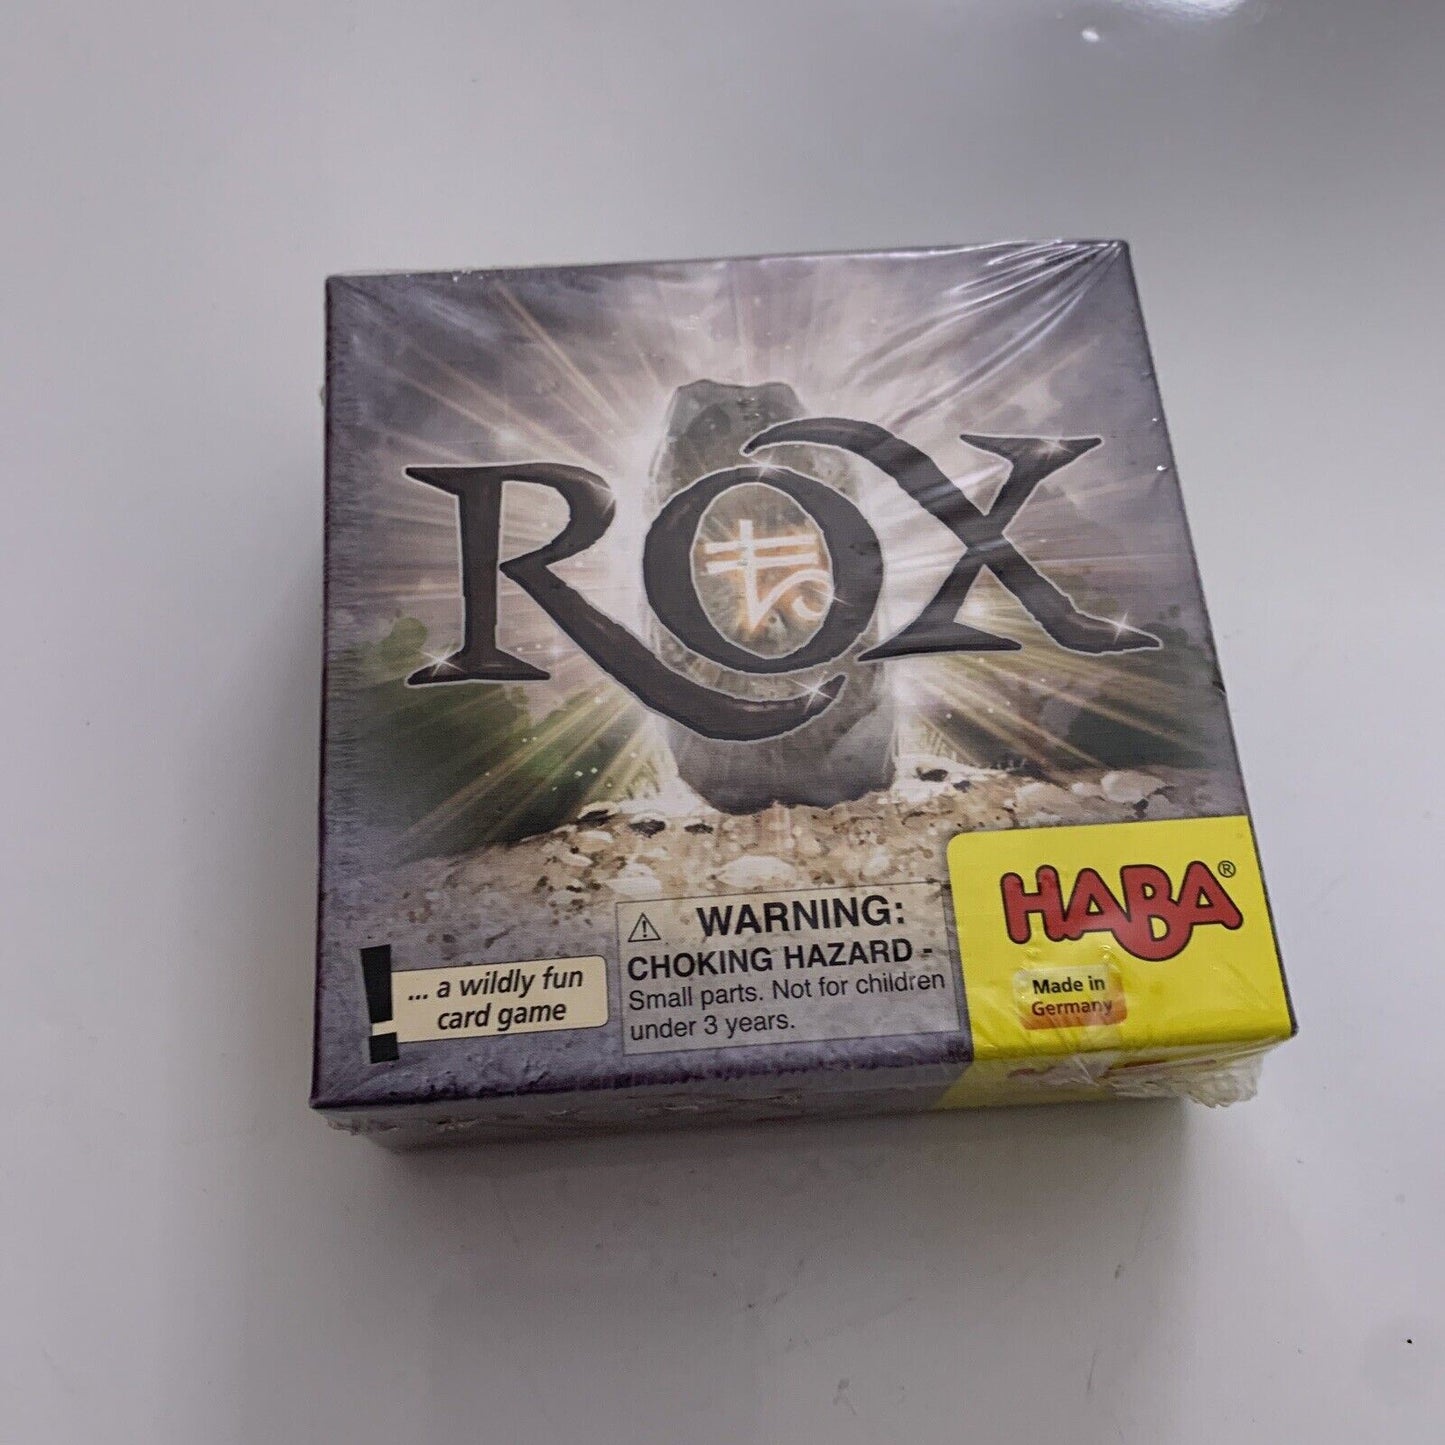 ROX
... a wildly fun
card game
WARNING:
CHOKING HAZARD -
Small parts. Not for children
under 3 years.
HABA®
Made in
Germany